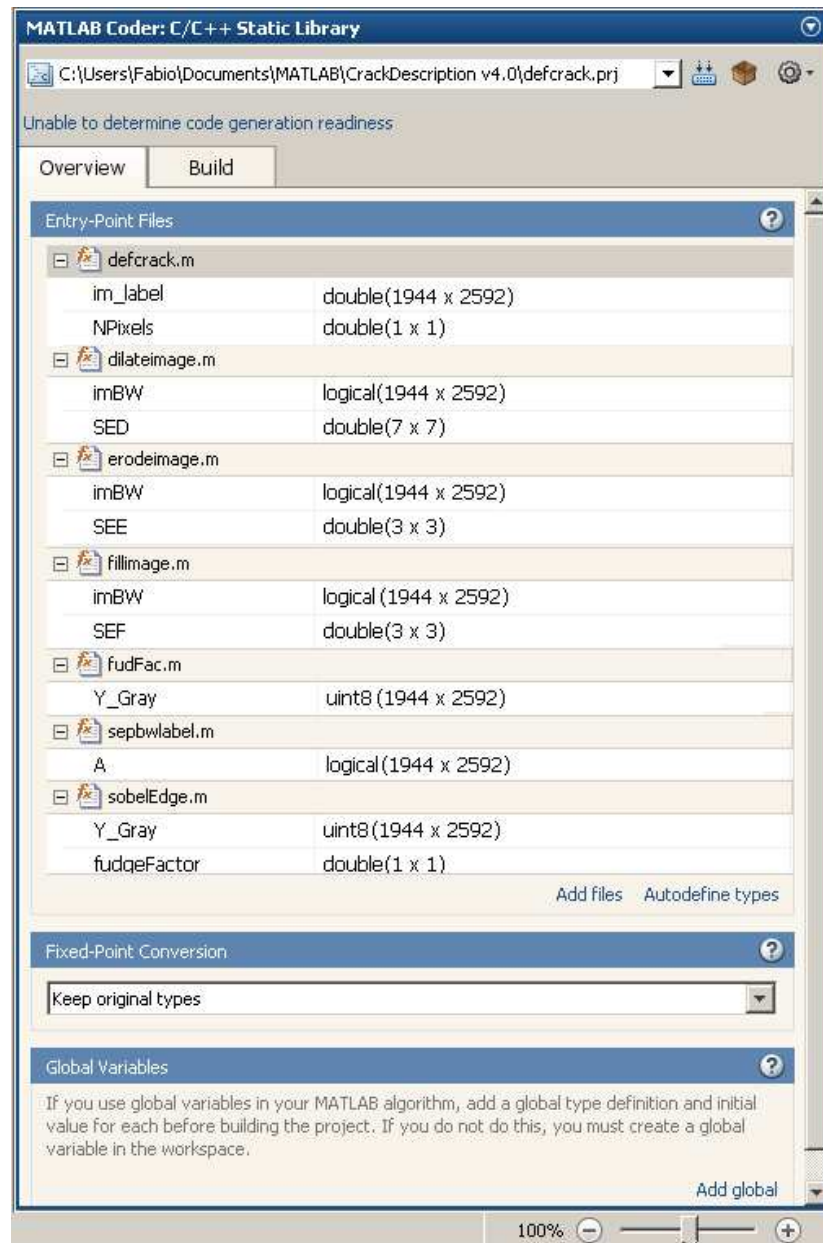 MATLAB Coder: C/C++ Static Library
C:\Users\Fabio\Documents\MATLAB\CrackDescription v4.0\defcrack.prj
Unable to determine code generation readiness
Overview Build
Entry-Point Files
defcrack.m
im_label double(1944 x 2592)
NPixels double(1 x 1)
dilateimage.m
imBW logical(1944 x 2592)
SED double(7 x 7)
erodeimage.m
imBW logical(1944 x 2592)
SEE double(3 x 3)
fillimage.m
imBW logical (1944 x 2592)
SEF double(3 x 3)
fudFac.m
Y_Gray uint8 (1944 x 2592)
sepbwlabel.m
A logical(1944 x 2592)
sobelEdge.m
Y_Gray uint8(1944 x 2592)
fudgeFactor double(1 x 1)
Add files Autodefine types
Fixed-Point Conversion
Keep original types
Global Variables
If you use global variables in your MATLAB algorithm, add a global type definition and initial
value for each before building the project. If you do not do this, you must create a global
variable in the workspace.
Add global
100%